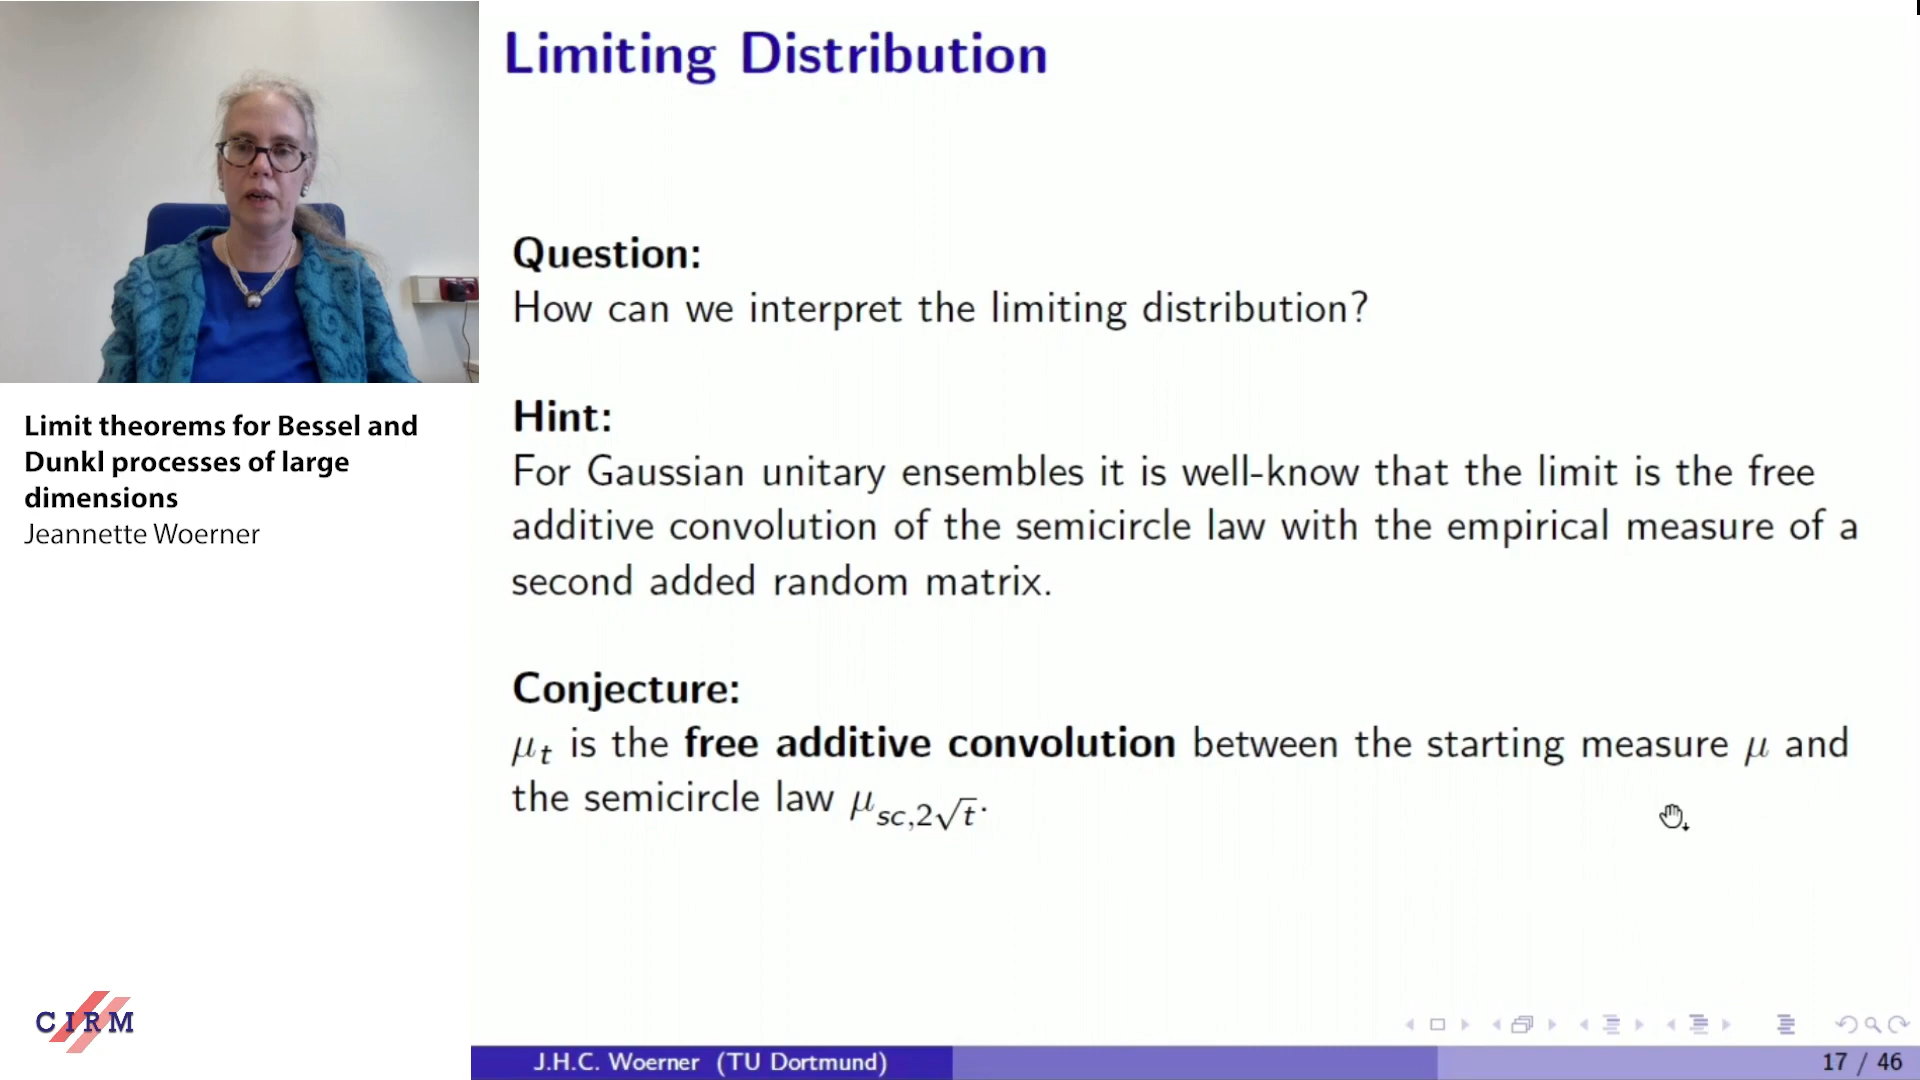 Limiting Distribution
Question:
How can we interpret the limiting distribution?
Hint:
For Gaussian unitary ensembles it is well-know that the limit is the free
additive convolution of the semicircle law with the empirical measure of a
second added random matrix.
Conjecture:
μ_t is the free additive convolution between the starting measure μ and
the semicircle law μ_{sc,2√t}.
Limit theorems for Bessel and
Dunkl processes of large
dimensions
Jeannette Woerner
CIRM
J.H.C. Woerner (TU Dortmund)
17 / 46